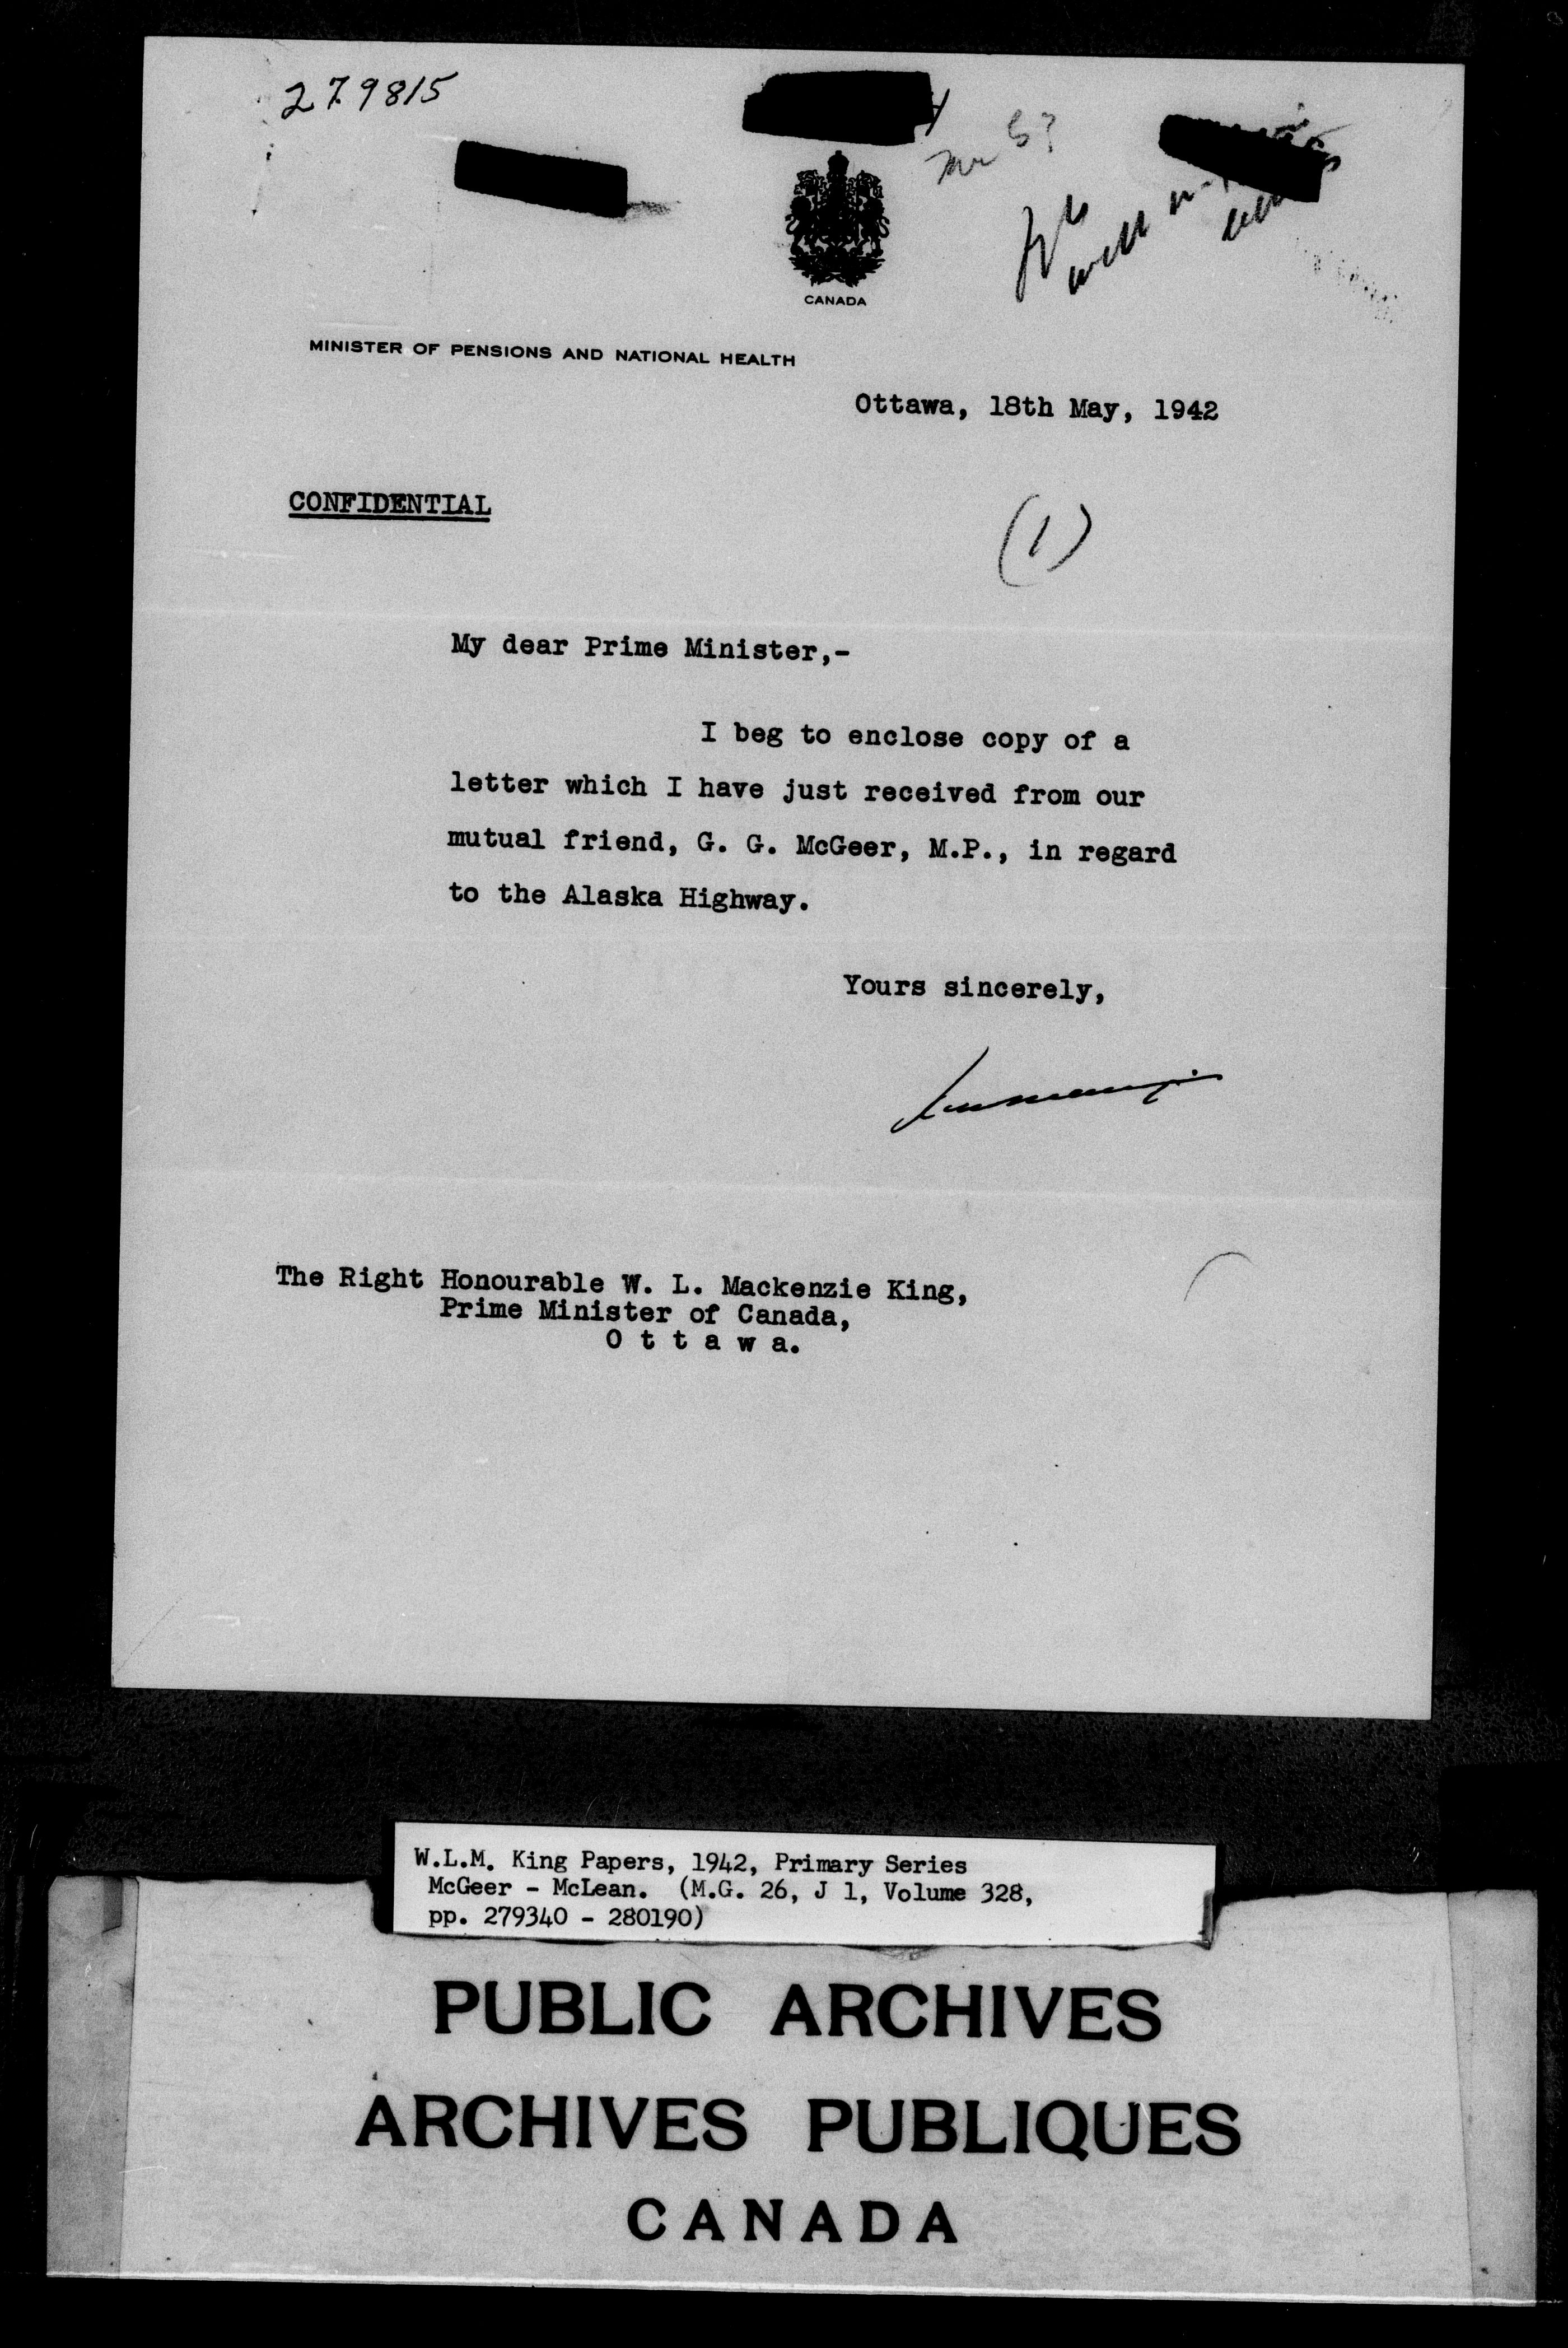 279815
CANADA
MINISTER OF PENSIONS AND NATIONAL HEALTH
Ottawa, 18th May, 1942
CONFIDENTIAL
(1)
My dear Prime Minister,-
I beg to enclose copy of a
letter which I have just received from our
mutual friend, G. G. McGeer, M.P., in regard
to the Alaska Highway.
Yours sincerely,
The Right Honourable W. L. Mackenzie King,
Prime Minister of Canada,
O t t a w a.
W.L.M. King Papers, 1942, Primary Series
McGeer - McLean. (M.G. 26, J 1, Volume 328,
pp. 279340 - 280190)
PUBLIC ARCHIVES
ARCHIVES PUBLIQUES
CANADA